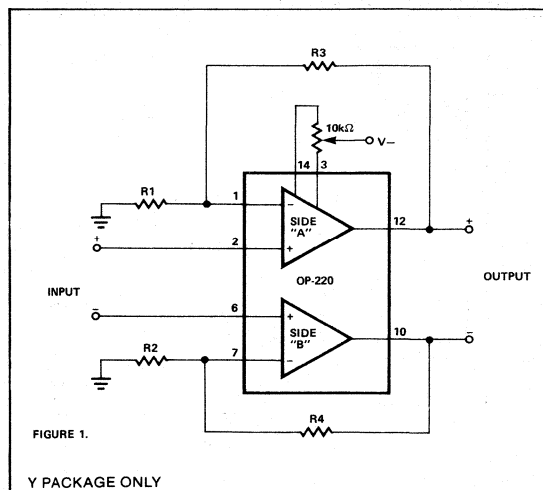 R3
10kΩ
V−
14 3
R1
1
−
SIDE
"A"
12
+
+
2
+
OP-220
INPUT
OUTPUT
−
6
+
SIDE
"B"
10
−
R2
7
−
R4
FIGURE 1.
Y PACKAGE ONLY